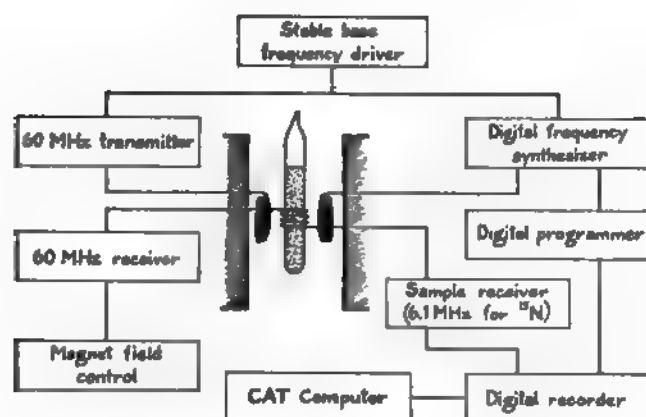 Stable base
frequency driver
60 MHz transmitter
Digital frequency
synthesizer
60 MHz receiver
Digital programmer
Sample receiver
(6.1 MHz for ¹⁵N)
Magnet field
control
CAT Computer
Digital recorder